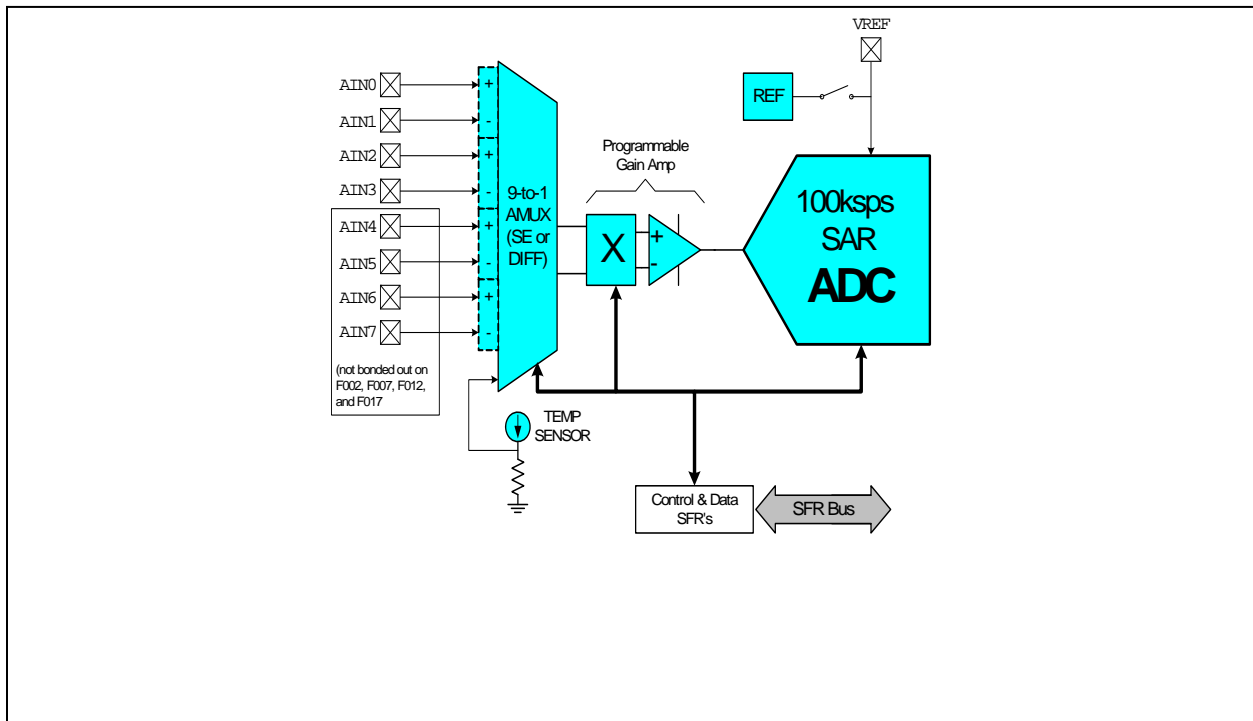 VREF
AIN0
+
REF
AIN1
-
AIN2
+
Programmable
Gain Amp
AIN3
-
9-to-1
AMUX
(SE or
DIFF)
100ksps
SAR
ADC
AIN4
+
X
+
-
AIN5
-
AIN6
+
AIN7
-
(not bonded out on
F002, F007, F012,
and F017
TEMP
SENSOR
Control & Data
SFR's
SFR Bus